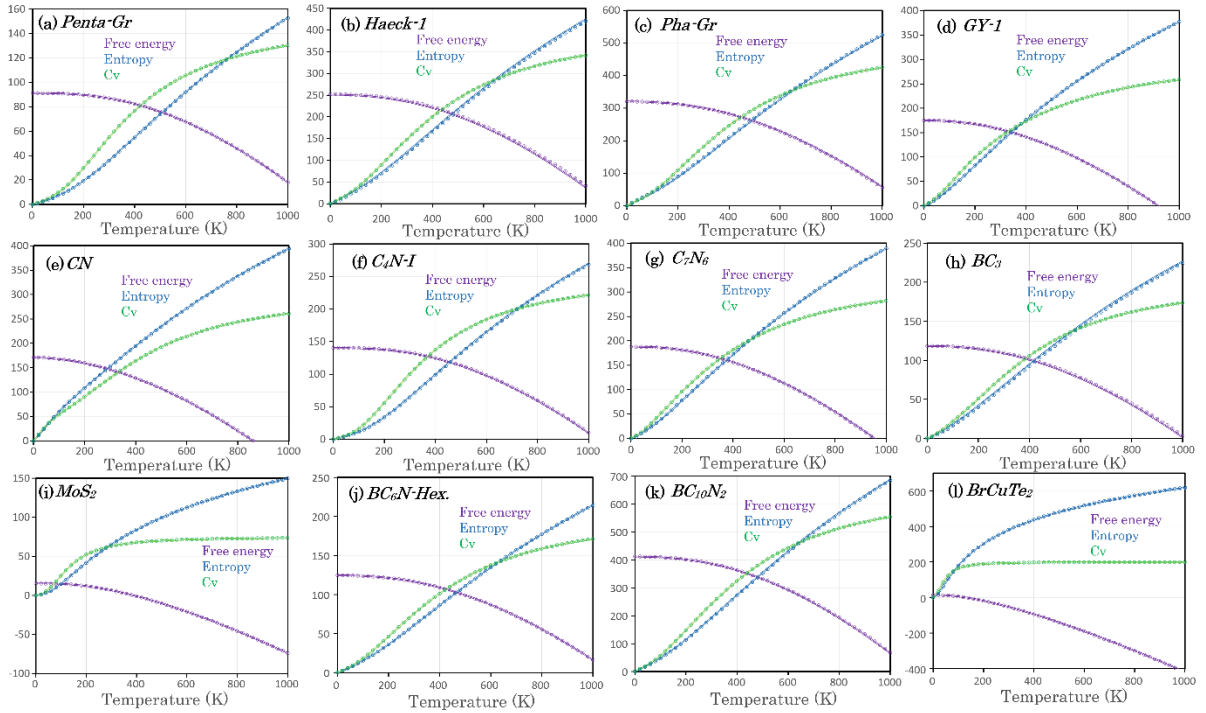 (a) Penta-Gr
Free energy
Entropy
Cv
160
140
120
100
80
60
40
20
0
0 200 400 600 800 1000
Temperature (K)
(b) Haeck-1
Free energy
Entropy
Cv
450
400
350
300
250
200
150
100
50
0
0 200 400 600 800 1000
Temperature (K)
(c) Pha-Gr
Free energy
Entropy
Cv
600
500
400
300
200
100
0
0 200 400 600 800 1000
Temperature (K)
(d) GY-1
Free energy
Entropy
Cv
400
350
300
250
200
150
100
50
0
0 200 400 600 800 1000
Temperature (K)
(e) CN
Free energy
Entropy
Cv
400
350
300
250
200
150
100
50
0
0 200 400 600 800 1000
Temperature (K)
(f) C₄N-I
Free energy
Entropy
Cv
300
250
200
150
100
50
0
0 200 400 600 800 1000
Temperature (K)
(g) C₇N₆
Free energy
Entropy
Cv
400
350
300
250
200
150
100
50
0
0 200 400 600 800 1000
Temperature (K)
(h) BC₃
Free energy
Entropy
Cv
250
200
150
100
50
0
0 200 400 600 800 1000
Temperature (K)
(i) MoS₂
Free energy
Entropy
Cv
150
100
50
0
-50
-100
0 200 400 600 800 1000
Temperature (K)
(j) BC₆N-Hex.
Free energy
Entropy
Cv
250
200
150
100
50
0
0 200 400 600 800 1000
Temperature (K)
(k) BC₁₀N₂
Free energy
Entropy
Cv
700
600
500
400
300
200
100
0
0 200 400 600 800 1000
Temperature (K)
(l) BrCuTe₂
Free energy
Entropy
Cv
600
400
200
0
-200
-400
0 200 400 600 800 1000
Temperature (K)